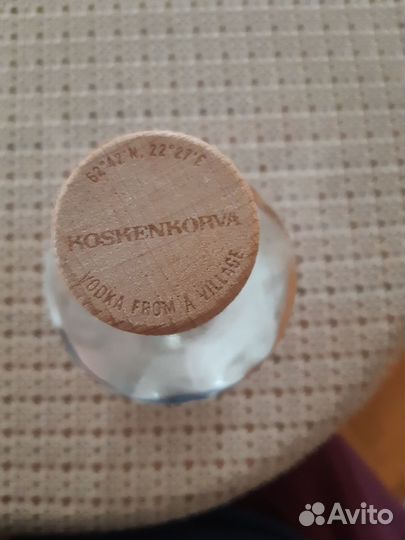 62°42'N, 22°27'E
KOSKENKORVA
VODKA FROM A VILLAGE
Avito